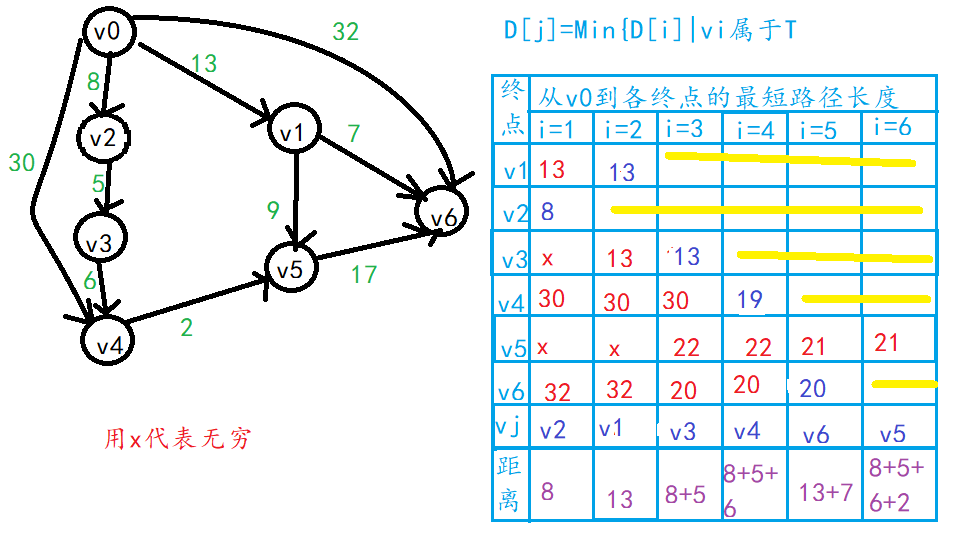 v0
32
D[j]=Min{D[i]|vi属于T
13
8
v2
v1
7
30
5
9
v6
v3
v5
17
6
2
v4
用x代表无穷
终点 从v0到各终点的最短路径长度
i=1 i=2 i=3 i=4 i=5 i=6
v1 13 13
v2 8
v3 x 13 13
v4 30 30 30 19
v5 x x 22 22 21 21
v6 32 32 20 20 20
vj v2 v1 v3 v4 v6 v5
距离 8 13 8+5 8+5+6 13+7 8+5+6+2